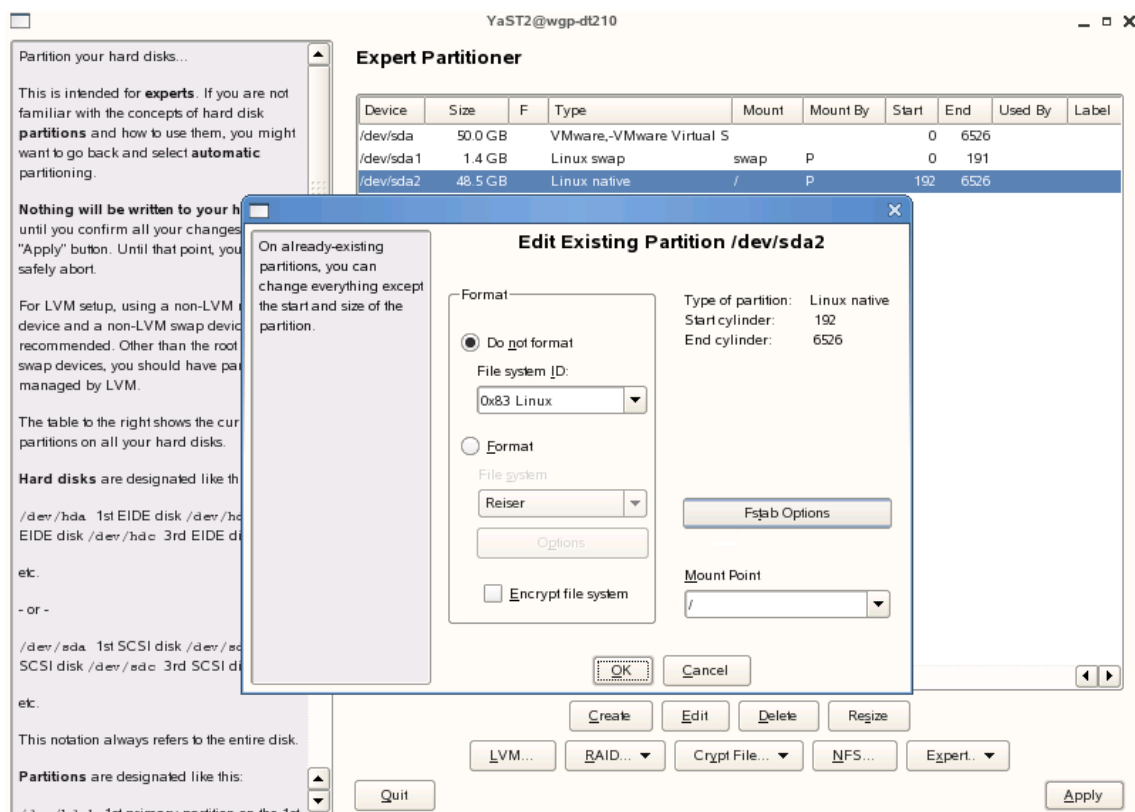 YaST2@wgp-dt210
Partition your hard disks...
This is intended for experts. If you are not
familiar with the concepts of hard disk
partitions and how to use them, you might
want to go back and select automatic
partitioning.
Nothing will be written to your h
until you confirm all your changes
"Apply" button. Until that point, you
safely abort.
For LVM setup, using a non-LVM
device and a non-LVM swap devic
recommended. Other than the root
swap devices, you should have pa
managed by LVM.
The table to the right shows the cur
partitions on all your hard disks.
Hard disks are designated like th
/dev/hda 1st EIDE disk /dev/hd
EIDE disk /dev/hdc 3rd EIDE di
etc.
- or -
/dev/sda 1st SCSI disk /dev/sd
SCSI disk /dev/sdc 3rd SCSI di
etc.
This notation always refers to the entire disk.
Partitions are designated like this:
1st primary partition on the 1st
Expert Partitioner
Device Size F Type Mount Mount By Start End Used By Label
/dev/sda 50.0 GB VMware,-VMware Virtual S 0 6526
/dev/sda1 1.4 GB Linux swap swap P 0 191
/dev/sda2 48.5 GB Linux native / P 192 6526
On already-existing
partitions, you can
change everything except
the start and size of the
partition.
Edit Existing Partition /dev/sda2
Format
Do not format
File system ID:
0x83 Linux
Format
File system
Reiser
Options
Encrypt file system
Type of partition: Linux native
Start cylinder: 192
End cylinder: 6526
Fstab Options
Mount Point
/
OK Cancel
Create Edit Delete Resize
LVM... RAID... Crypt File... NFS... Expert..
Quit Apply